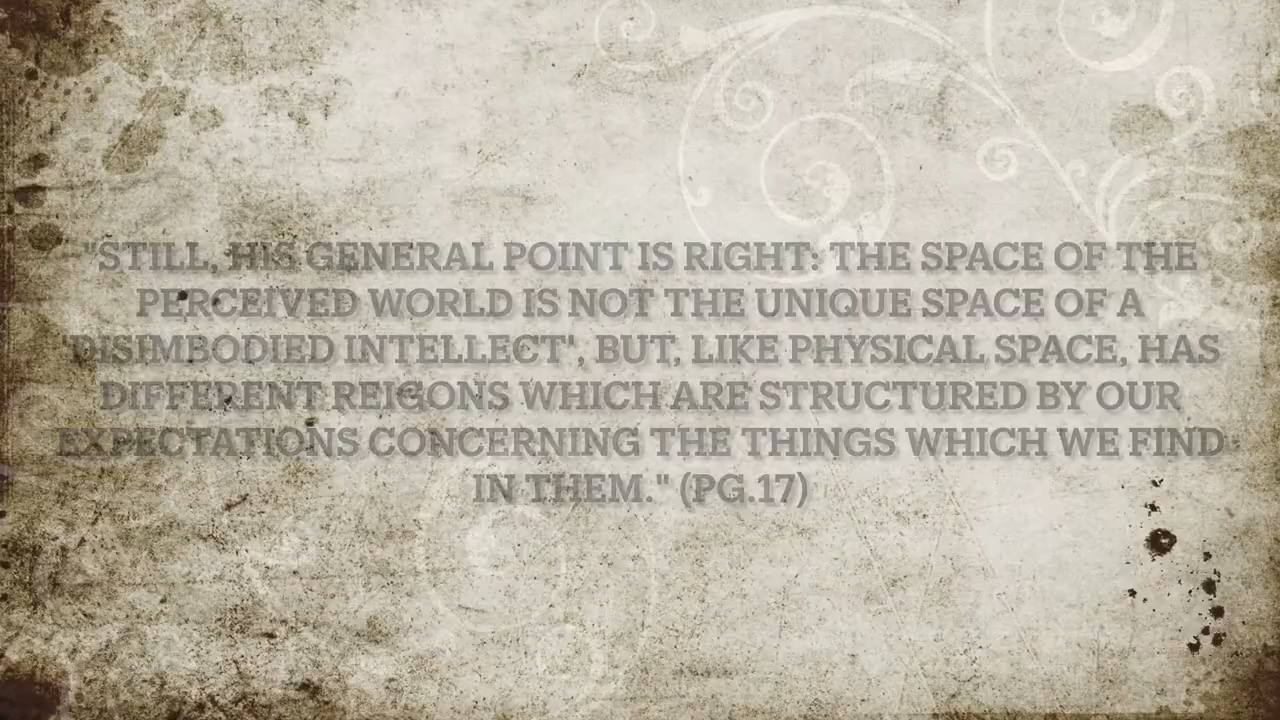 "STILL, HIS GENERAL POINT IS RIGHT: THE SPACE OF THE
PERCEIVED WORLD IS NOT THE UNIQUE SPACE OF A
'DISIMBODIED INTELLECT', BUT, LIKE PHYSICAL SPACE, HAS
DIFFERENT REIGONS WHICH ARE STRUCTURED BY OUR
EXPECTATIONS CONCERNING THE THINGS WHICH WE FIND
IN THEM." (PG.17)